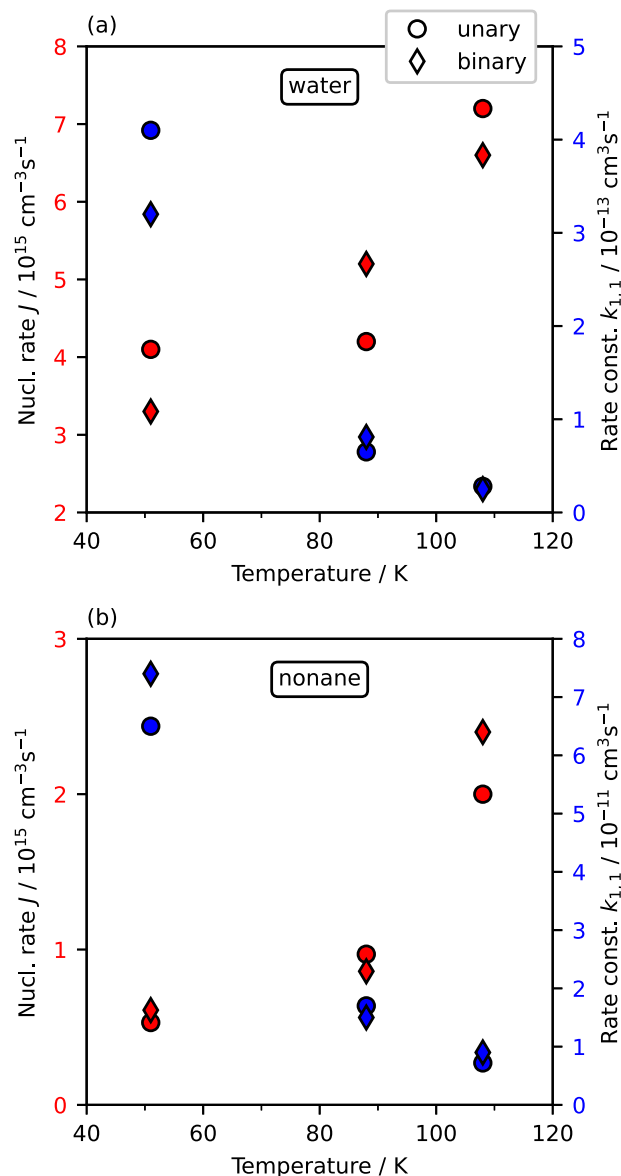 (a)
unary
binary
water
Nucl. rate J / 10¹⁵ cm⁻³s⁻¹
8
7
6
5
4
3
2
5
4
3
2
1
0
Rate const. k₁,₁ / 10⁻¹³ cm³s⁻¹
40 60 80 100 120
Temperature / K
(b)
nonane
Nucl. rate J / 10¹⁵ cm⁻³s⁻¹
3
2
1
0
8
7
6
5
4
3
2
1
0
Rate const. k₁,₁ / 10⁻¹¹ cm³s⁻¹
40 60 80 100 120
Temperature / K